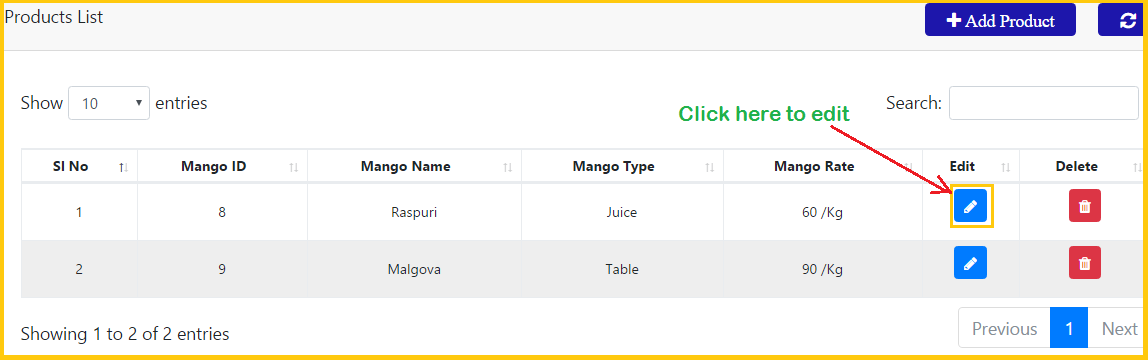 Products List
Add Product
Show 10 entries
Search:
Click here to edit
Sl No Mango ID Mango Name Mango Type Mango Rate Edit Delete
1 8 Raspuri Juice 60 /Kg
2 9 Malgova Table 90 /Kg
Showing 1 to 2 of 2 entries
Previous 1 Next